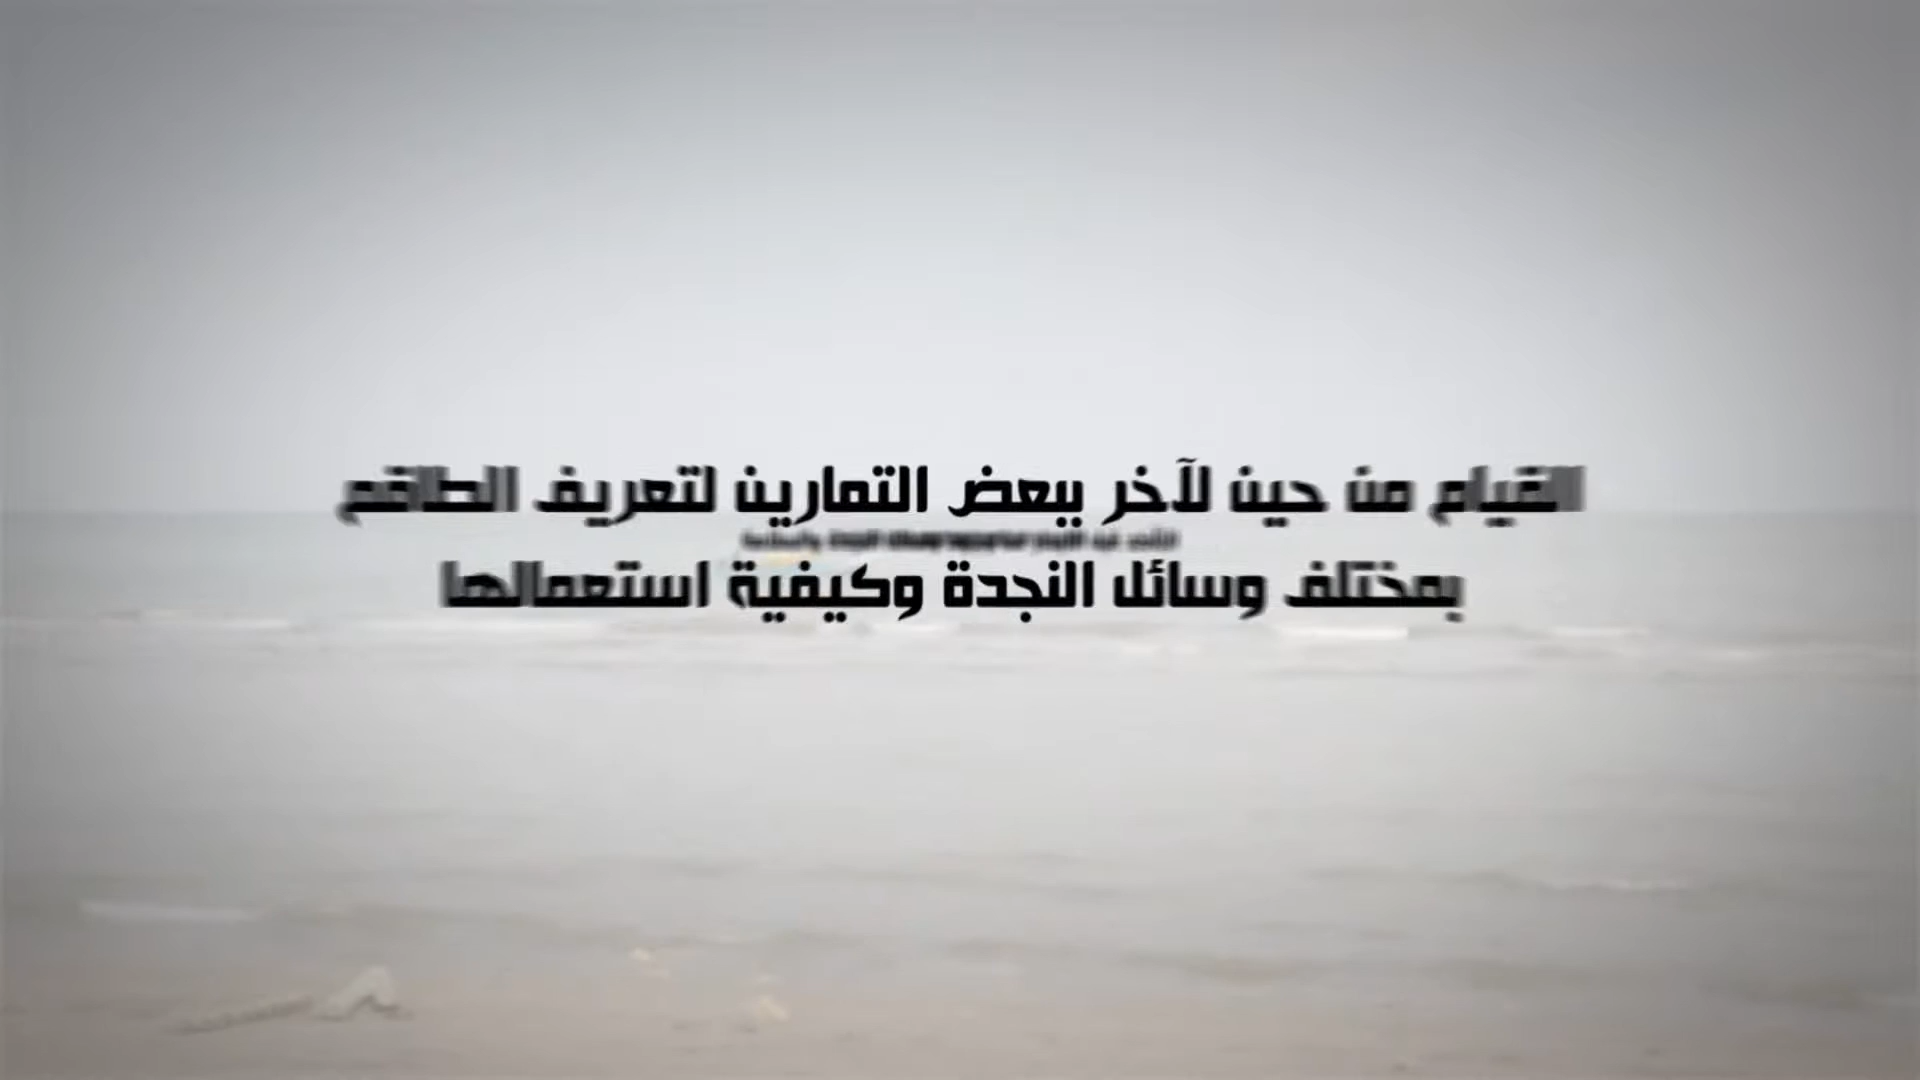 القيام من حين لآخر ببعض التمارين لتعريف الطاقم
بمختلف وسائل النجدة وكيفية استعمالها